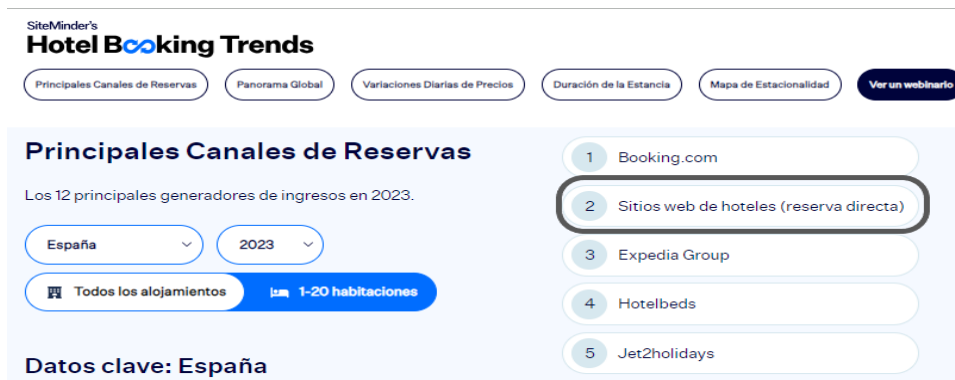 SiteMinder's
Hotel Booking Trends
Principales Canales de Reservas
Panorama Global
Variaciones Diarias de Precios
Duración de la Estancia
Mapa de Estacionalidad
Ver un webinario
Principales Canales de Reservas
Los 12 principales generadores de ingresos en 2023.
España
2023
Todos los alojamientos
1-20 habitaciones
Datos clave: España
1 Booking.com
2 Sitios web de hoteles (reserva directa)
3 Expedia Group
4 Hotelbeds
5 Jet2holidays